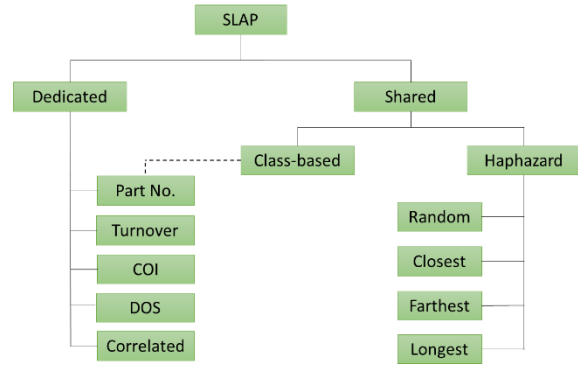 SLAP
Dedicated
Shared
Class-based
Haphazard
Part No.
Turnover
COI
DOS
Correlated
Random
Closest
Farthest
Longest